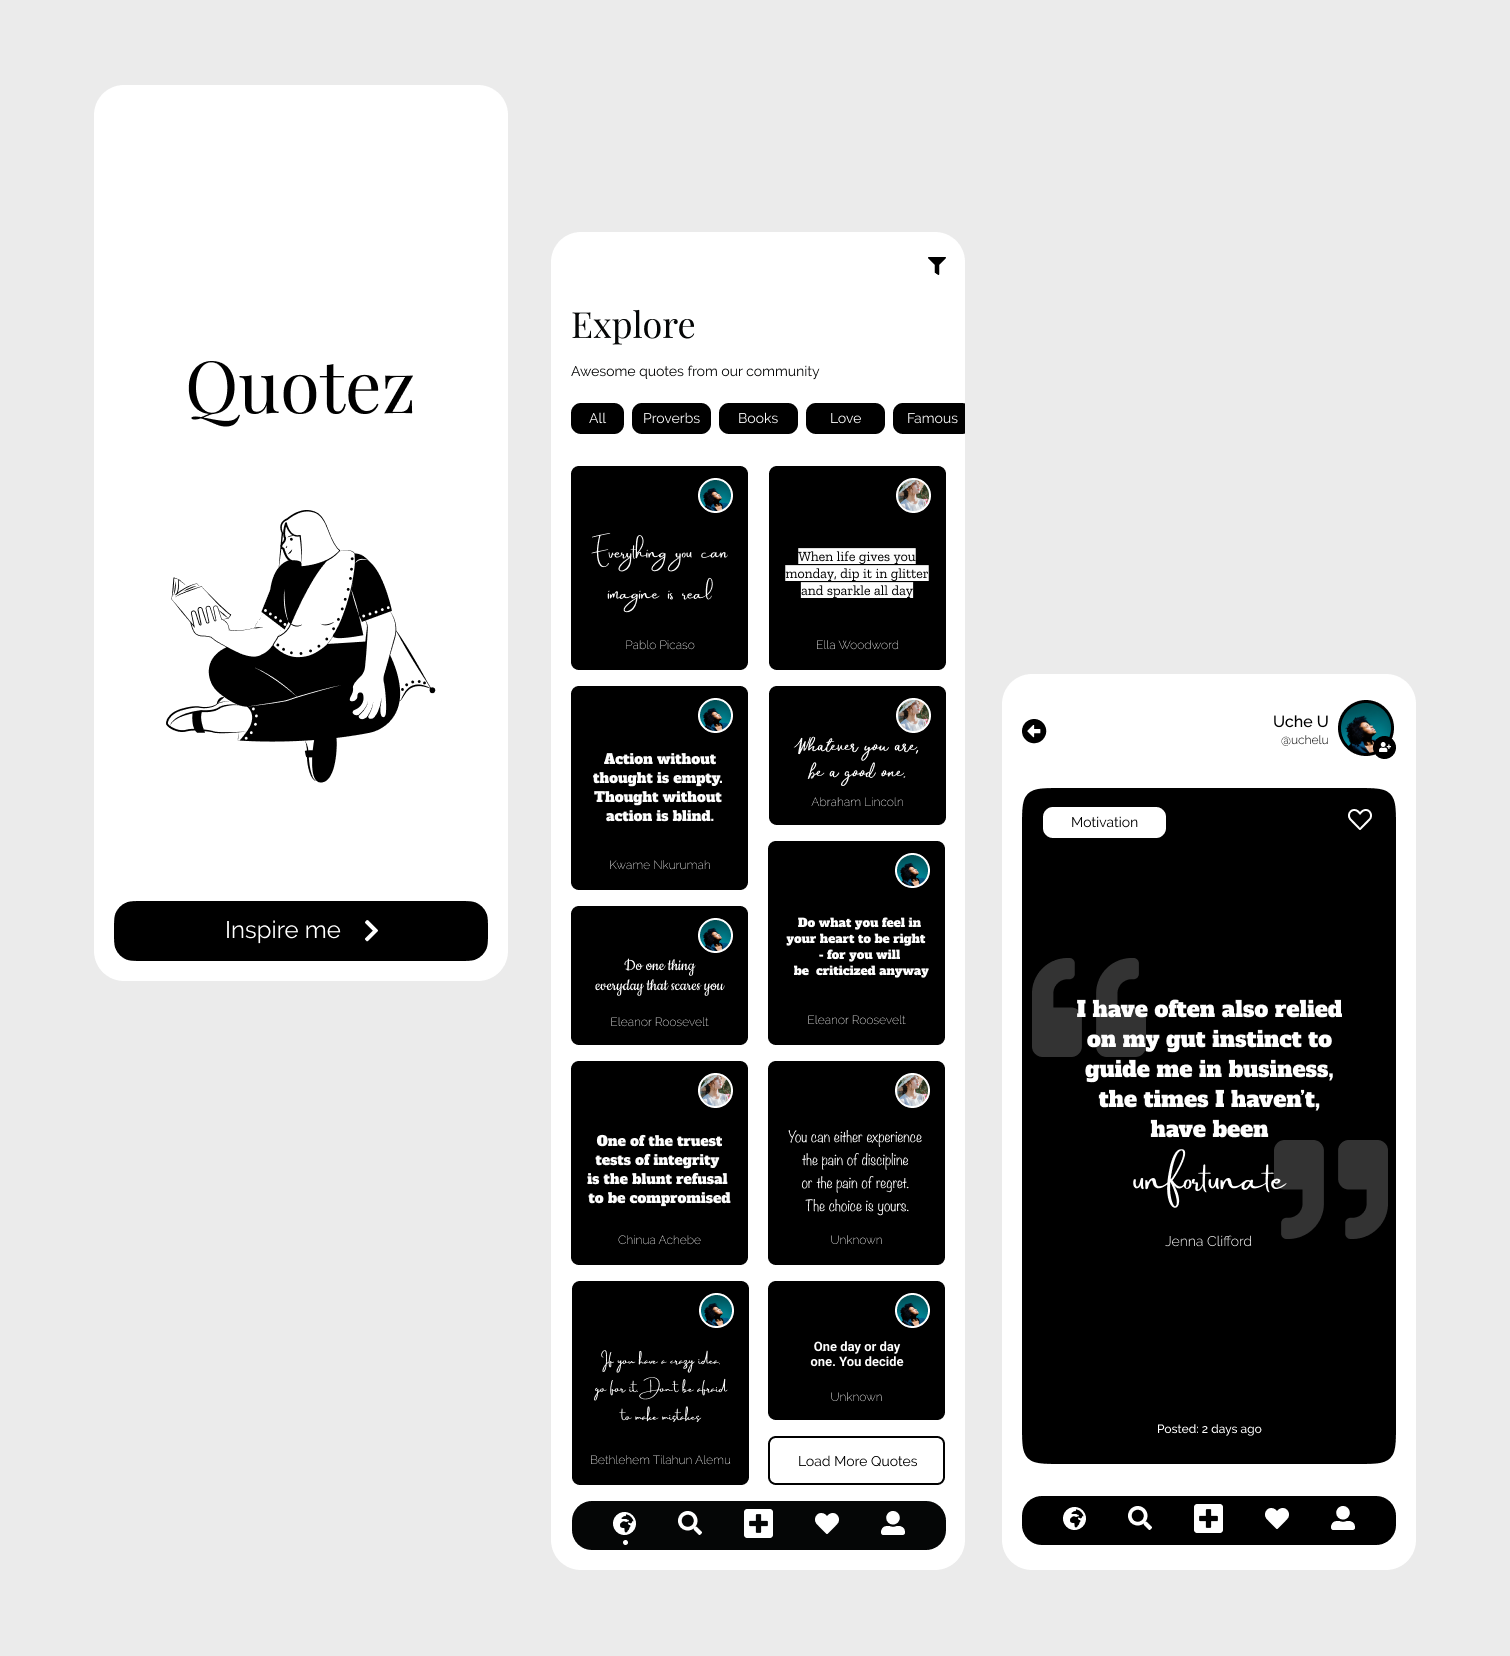 Quotez
Inspire me
Explore
Awesome quotes from our community
All
Proverbs
Books
Love
Famous
Everything you can
imagine is real
Pablo Picaso
When life gives you
monday, dip it in glitter
and sparkle all day
Ella Woodword
Action without
thought is empty.
Thought without
action is blind.
Kwame Nkurumah
Whatever you are,
be a good one.
Abraham Lincoln
Do one thing
everyday that scares you
Eleanor Roosevelt
Do what you feel in
your heart to be right
- for you will
be criticized anyway
Eleanor Roosevelt
One of the truest
tests of integrity
is the blunt refusal
to be compromised
Chinua Achebe
You can either experience
the pain of discipline
or the pain of regret.
The choice is yours.
Unknown
If you have a crazy idea,
go for it. Don't be afraid
to make mistakes
Bethlehem Tilahun Alemu
One day or day
one. You decide
Unknown
Load More Quotes
Uche U
@uchelu
Motivation
I have often also relied
on my gut instinct to
guide me in business,
the times I haven't,
have been
unfortunate
Jenna Clifford
Posted: 2 days ago